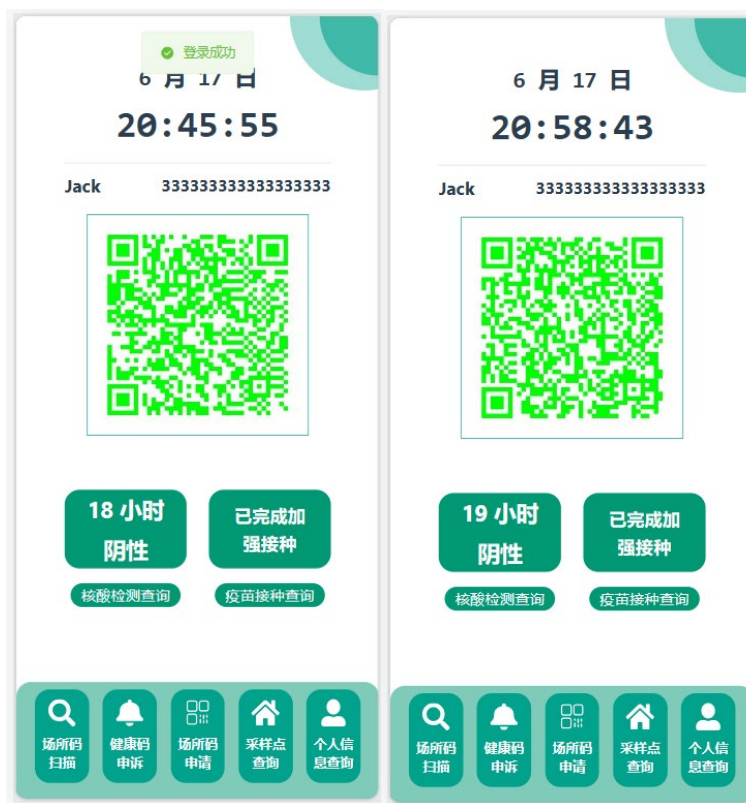 登录成功
6 月 17 日
20:45:55
Jack 333333333333333333
18 小时
阴性
已完成加
强接种
核酸检测查询
疫苗接种查询
场所码
扫描
健康码
申诉
场所码
申请
采样点
查询
个人信
息查询
6 月 17 日
20:58:43
Jack 333333333333333333
19 小时
阴性
已完成加
强接种
核酸检测查询
疫苗接种查询
场所码
扫描
健康码
申诉
场所码
申请
采样点
查询
个人信
息查询